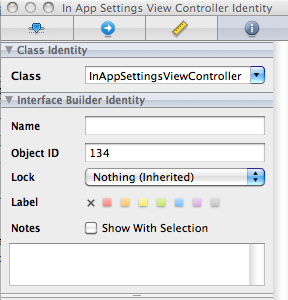 In App Settings View Controller Identity
Class Identity
Class InAppSettingsViewController
Interface Builder Identity
Name
Object ID 134
Lock Nothing (Inherited)
Label
Notes Show With Selection